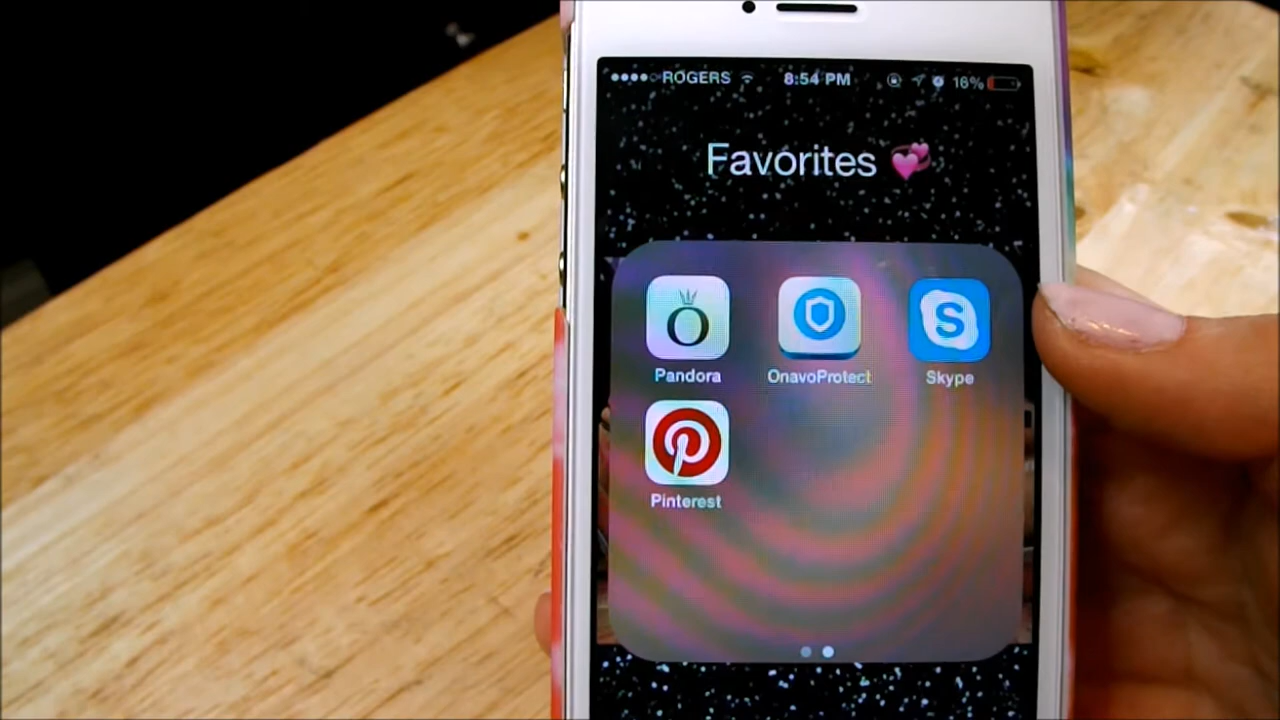 ROGERS 8:54 PM 16%
Favorites 💞
Pandora OnavoProtect Skype
Pinterest